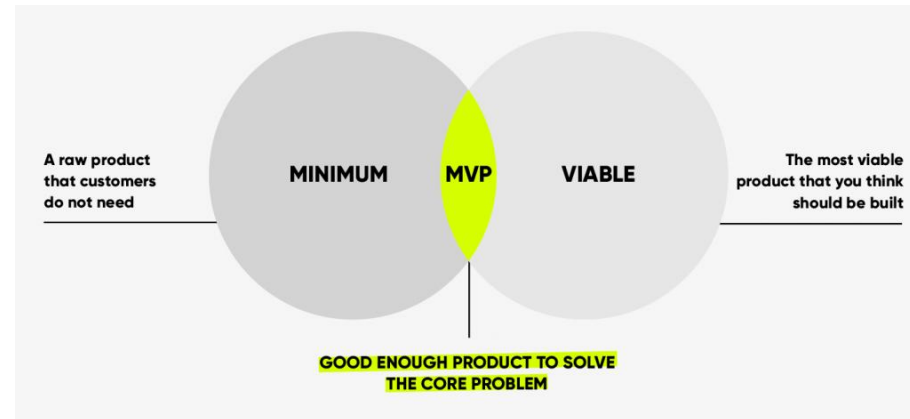 MINIMUM
MVP
VIABLE
A raw product
that customers
do not need
The most viable
product that you think
should be built
GOOD ENOUGH PRODUCT TO SOLVE
THE CORE PROBLEM